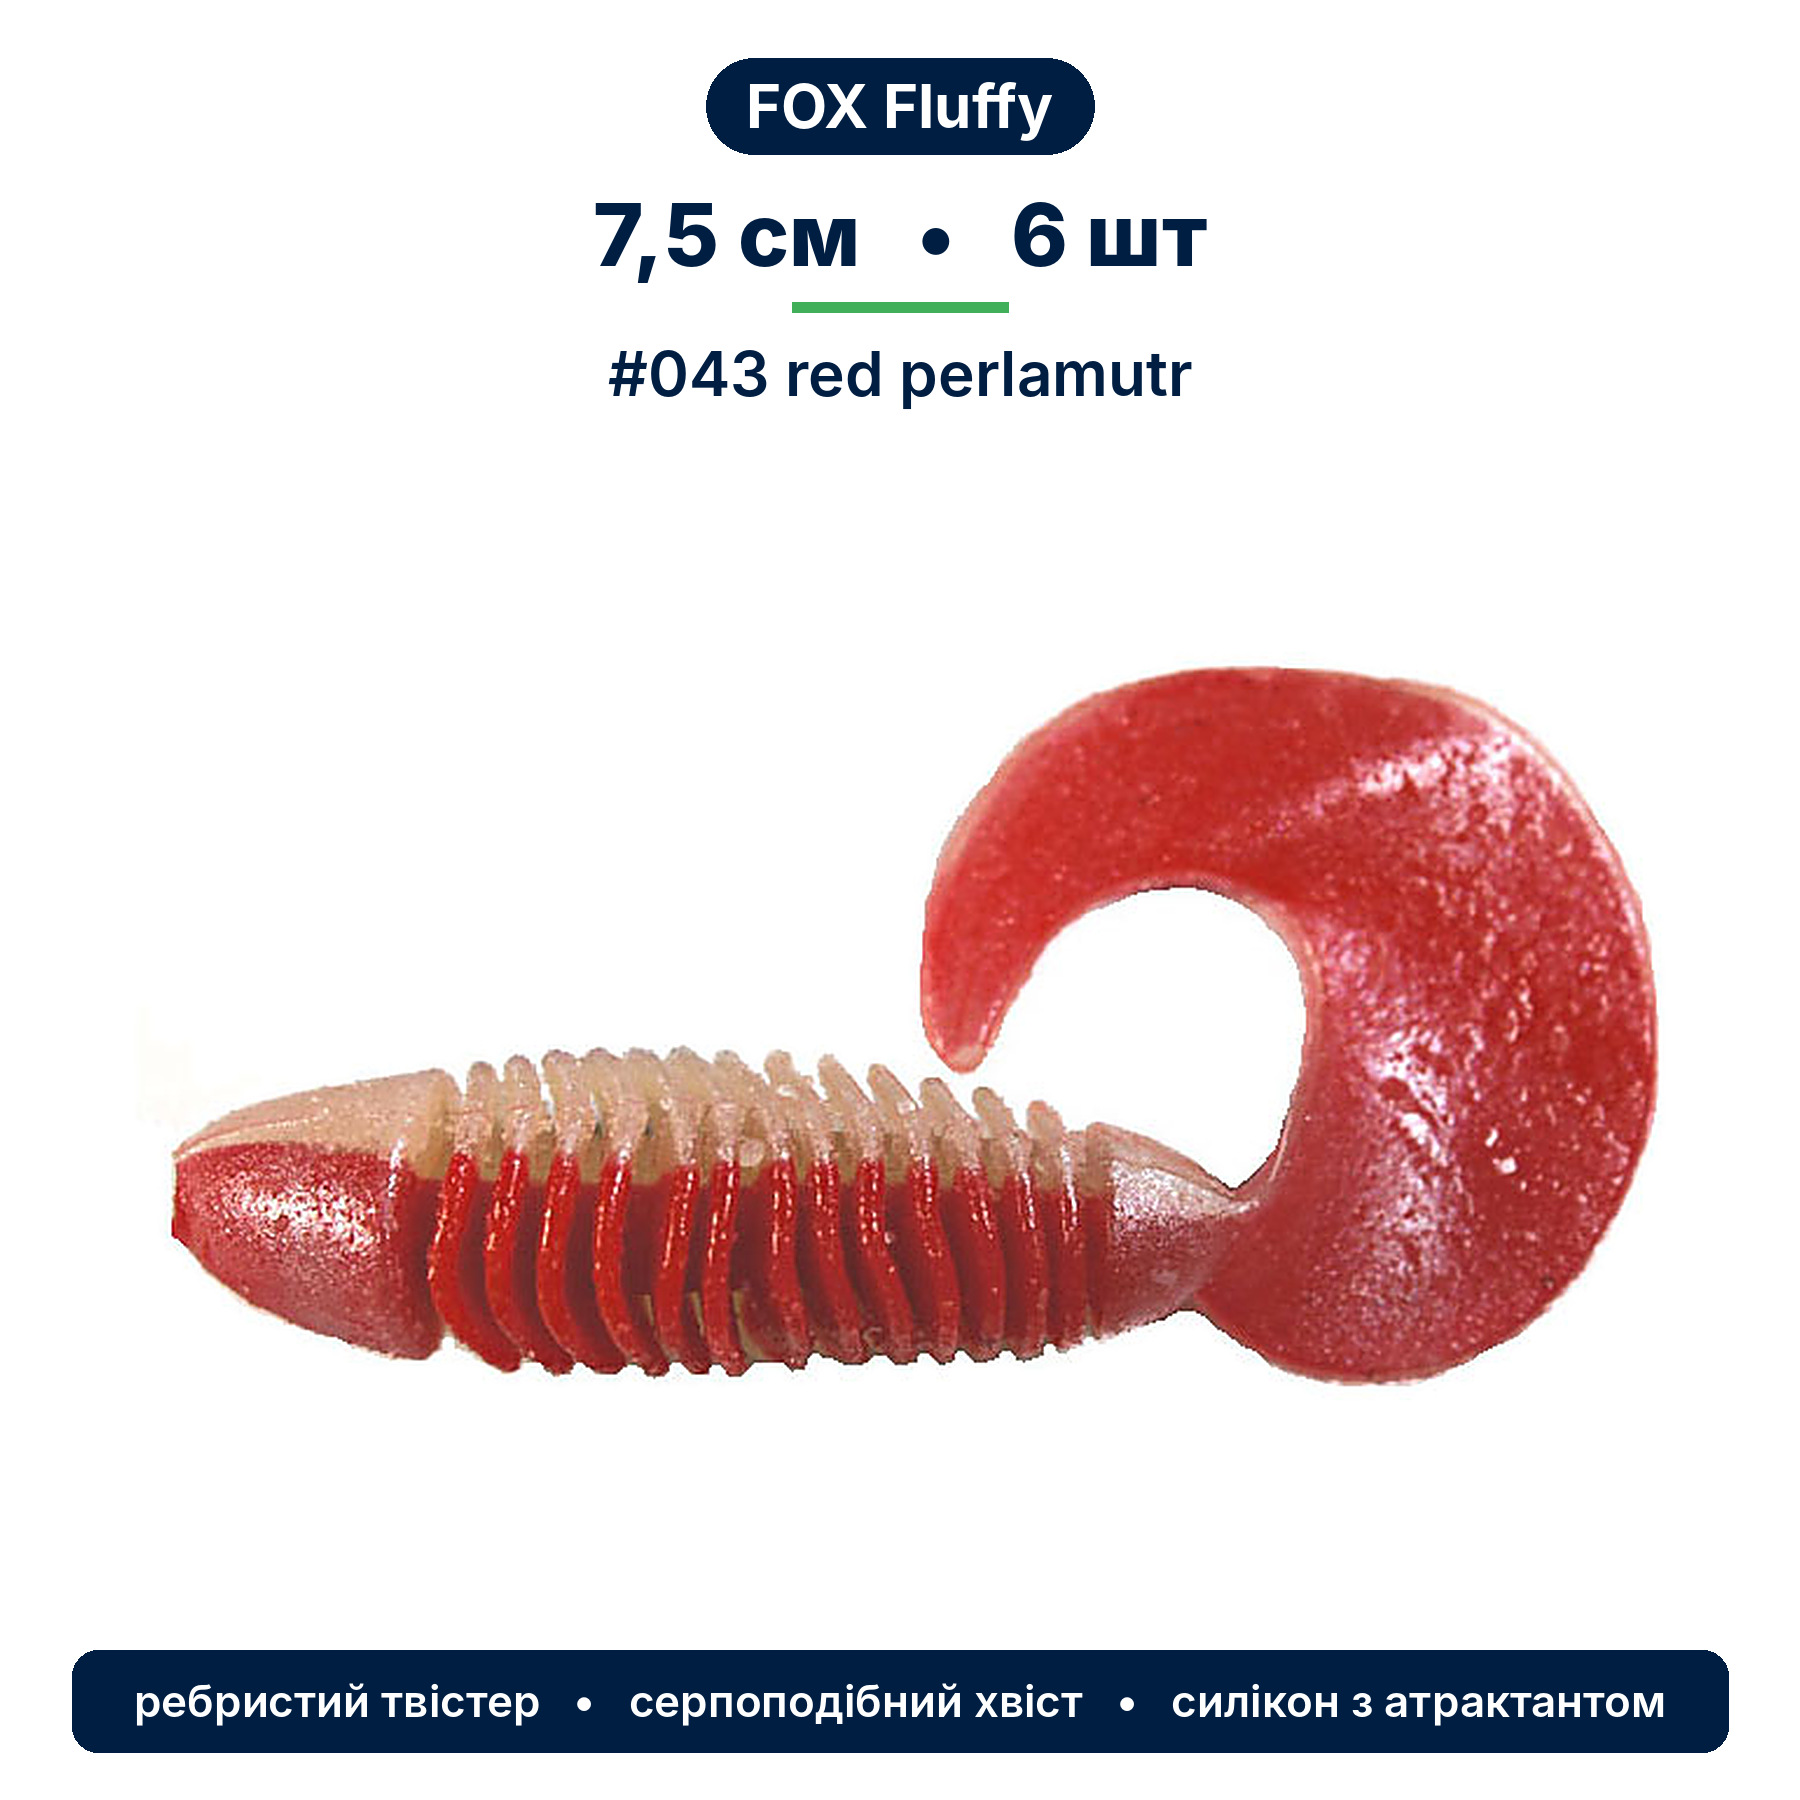 FOX Fluffy
7,5 см • 6 шт
#043 red perlamutr
ребристий твістер • серпоподібний хвіст • силікон з атрактантом